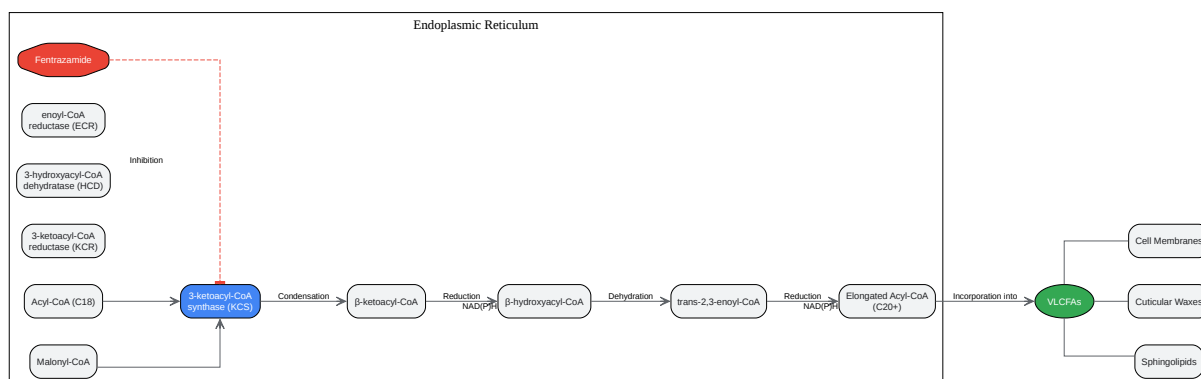 Endoplasmic Reticulum
Fentrazamide
enoyl-CoA
reductase (ECR)
Inhibition
3-hydroxyacyl-CoA
dehydratase (HCD)
3-ketoacyl-CoA
reductase (KCR)
Acyl-CoA (C18)
3-ketoacyl-CoA
synthase (KCS)
Condensation
β-ketoacyl-CoA
Reduction
NAD(P)H
β-hydroxyacyl-CoA
Dehydration
trans-2,3-enoyl-CoA
Reduction
NAD(P)H
Elongated Acyl-CoA
(C20+)
Incorporation into
VLCFAs
Cell Membranes
Cuticular Waxes
Sphingolipids
Malonyl-CoA